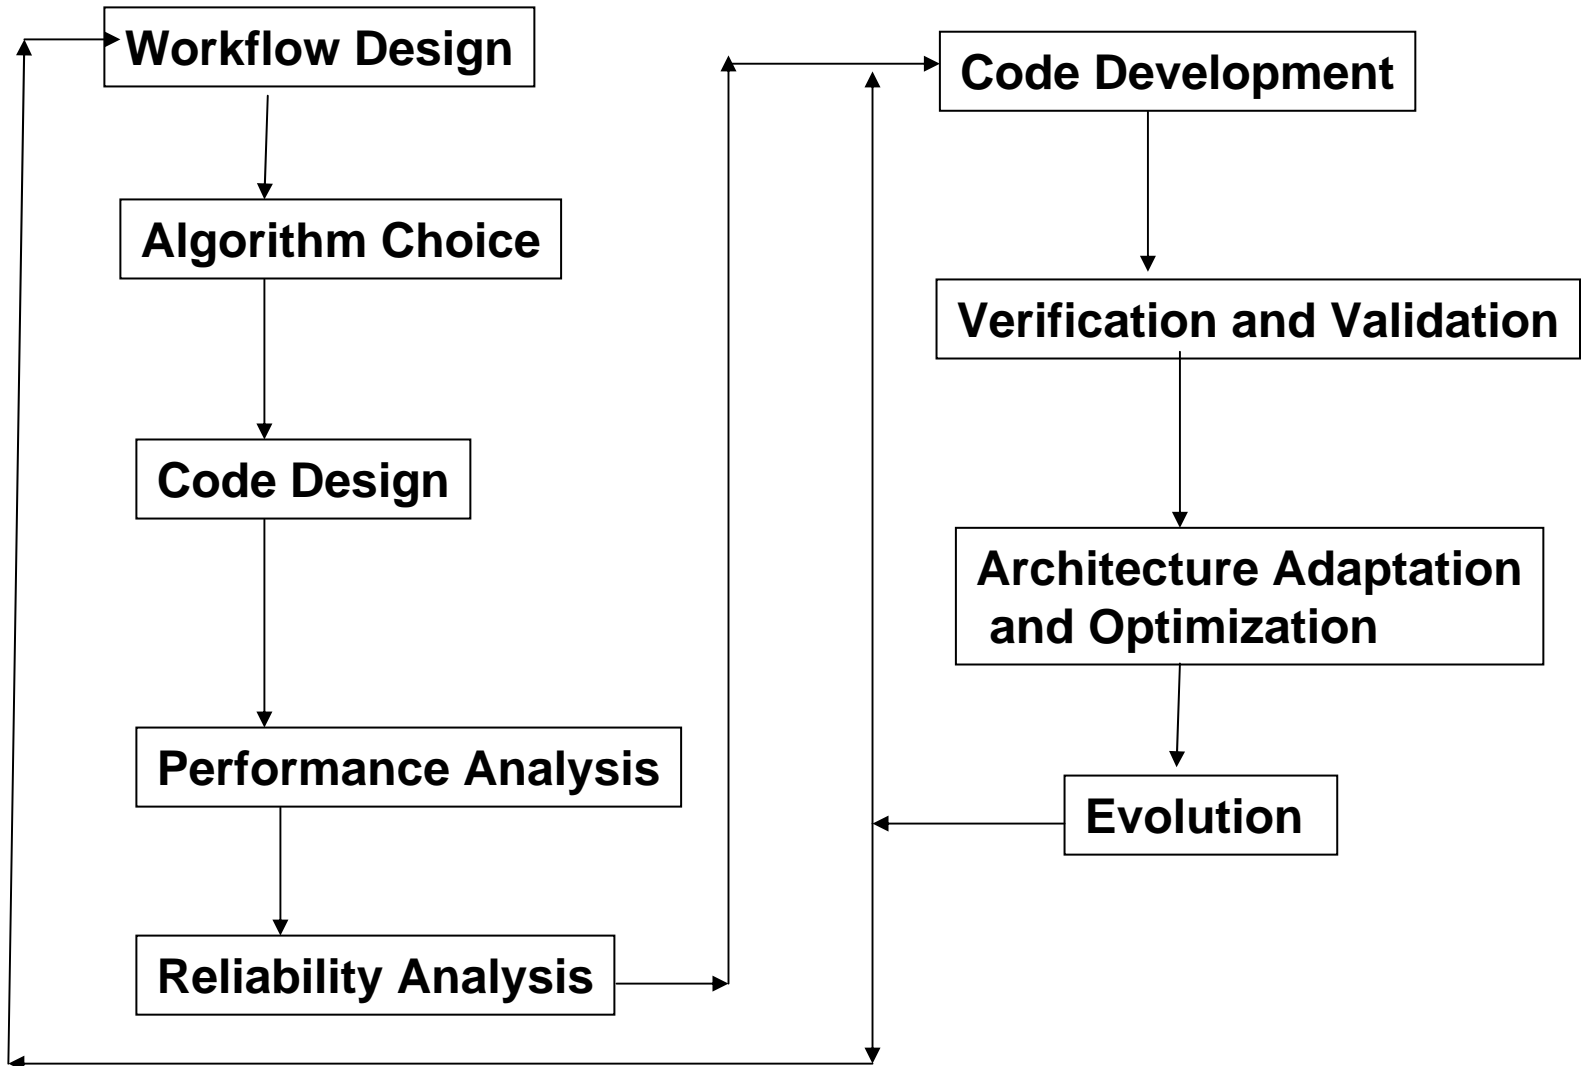 Workflow Design
Algorithm Choice
Code Design
Performance Analysis
Reliability Analysis
Code Development
Verification and Validation
Architecture Adaptation
and Optimization
Evolution